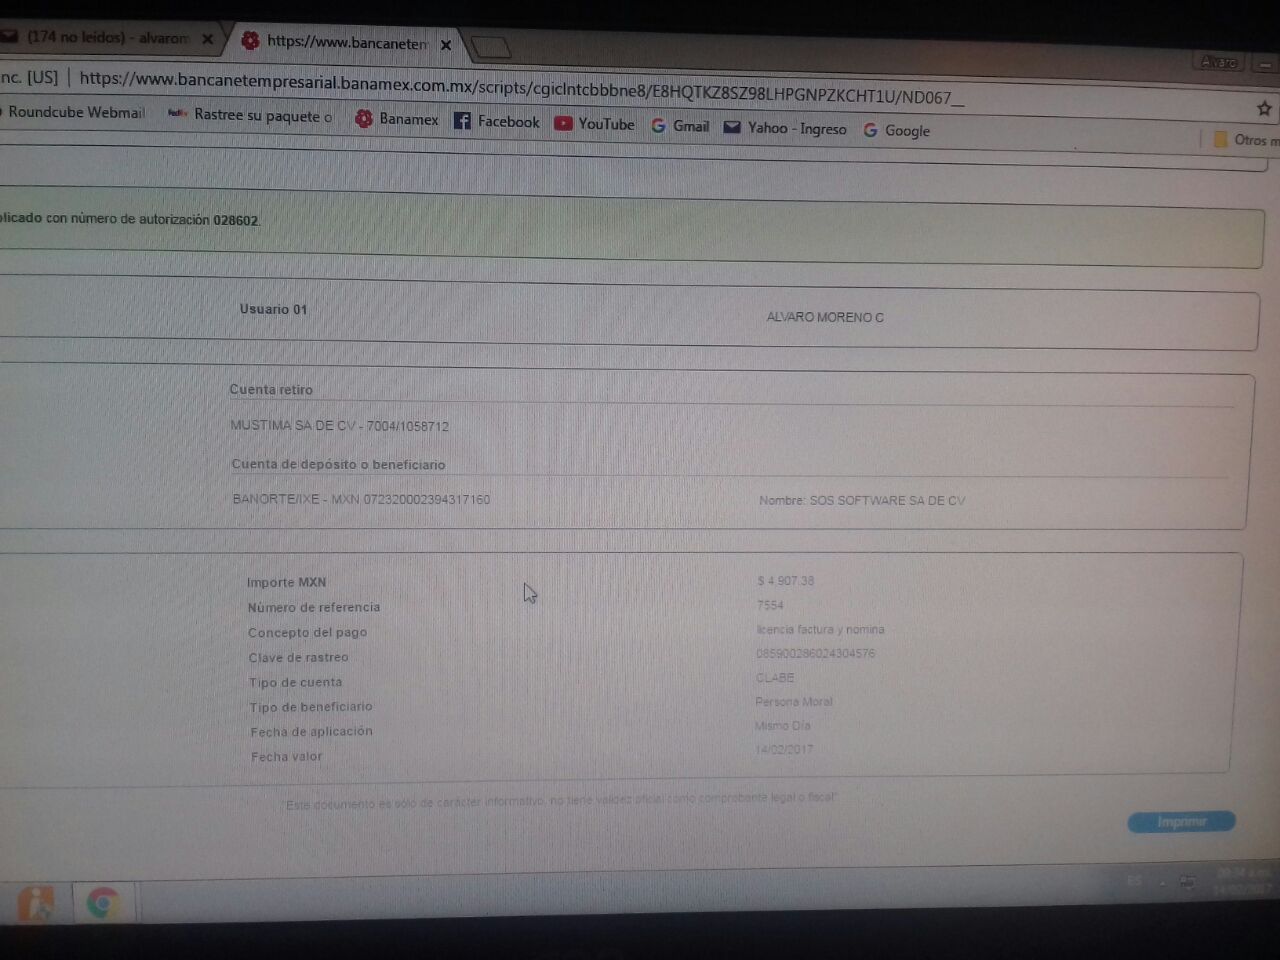 (174 no leídos) - alvarom
https://www.bancaneten
Alvaro
nc. [US] | https://www.bancanetempresarial.banamex.com.mx/scripts/cgiclntcbbbne8/E8HQTKZ8SZ98LHPGNPZKCHT1U/ND067__
Roundcube Webmail FedEx Rastree su paquete o Banamex Facebook YouTube Gmail Yahoo - Ingreso Google Otros m
plicado con número de autorización 028602.
Usuario 01 ALVARO MORENO C
Cuenta retiro
MUSTIMA SA DE CV - 7004/1058712
Cuenta de depósito o beneficiario
BANORTE/IXE - MXN 072320002394317160 Nombre: SOS SOFTWARE SA DE CV
Importe MXN $ 4,907.38
Número de referencia 7554
Concepto del pago licencia factura y nomina
Clave de rastreo 085900286024304576
Tipo de cuenta CLABE
Tipo de beneficiario Persona Moral
Fecha de aplicación Mismo Día
Fecha valor 14/02/2017
"Este documento es sólo de carácter informativo, no tiene validez oficial como comprobante legal o fiscal"
Imprimir
ES
14/02/2017